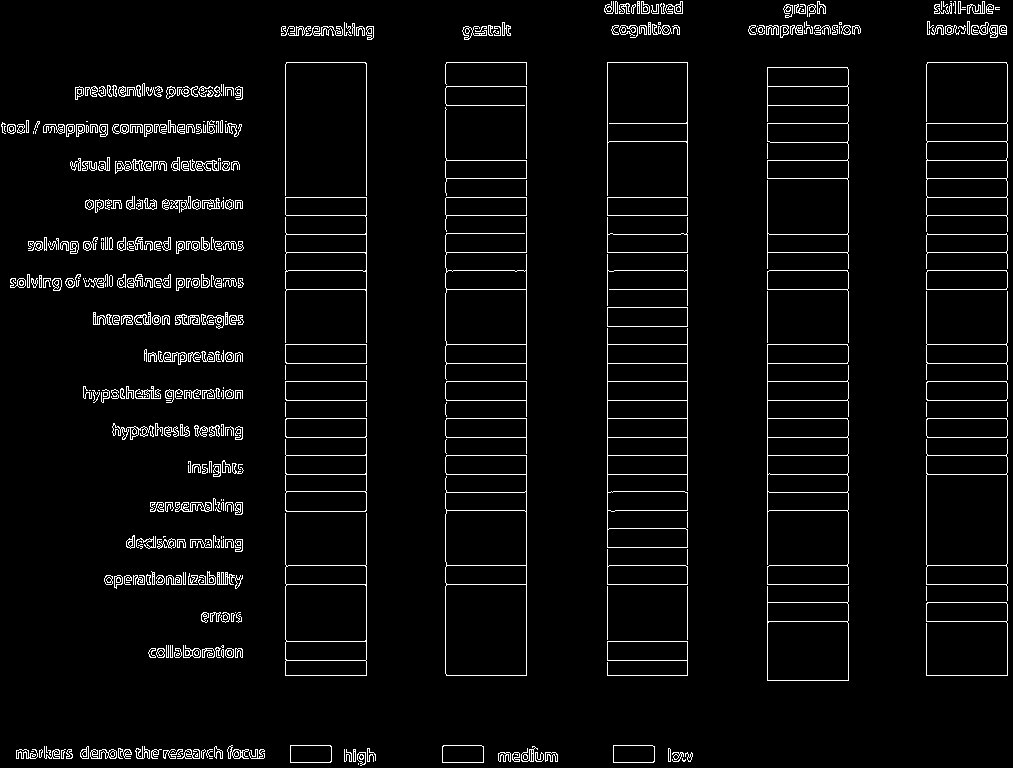 sensemaking
gestalt
distributed
cognition
graph
comprehension
skill-rule-
knowledge
preattentive processing
tool / mapping comprehensibility
visual pattern detection
open data exploration
solving of ill defined problems
solving of well defined problems
interaction strategies
interpretation
hypothesis generation
hypothesis testing
insights
sensemaking
decision making
operationalizability
errors
collaboration
markers denote the research focus
high
medium
low